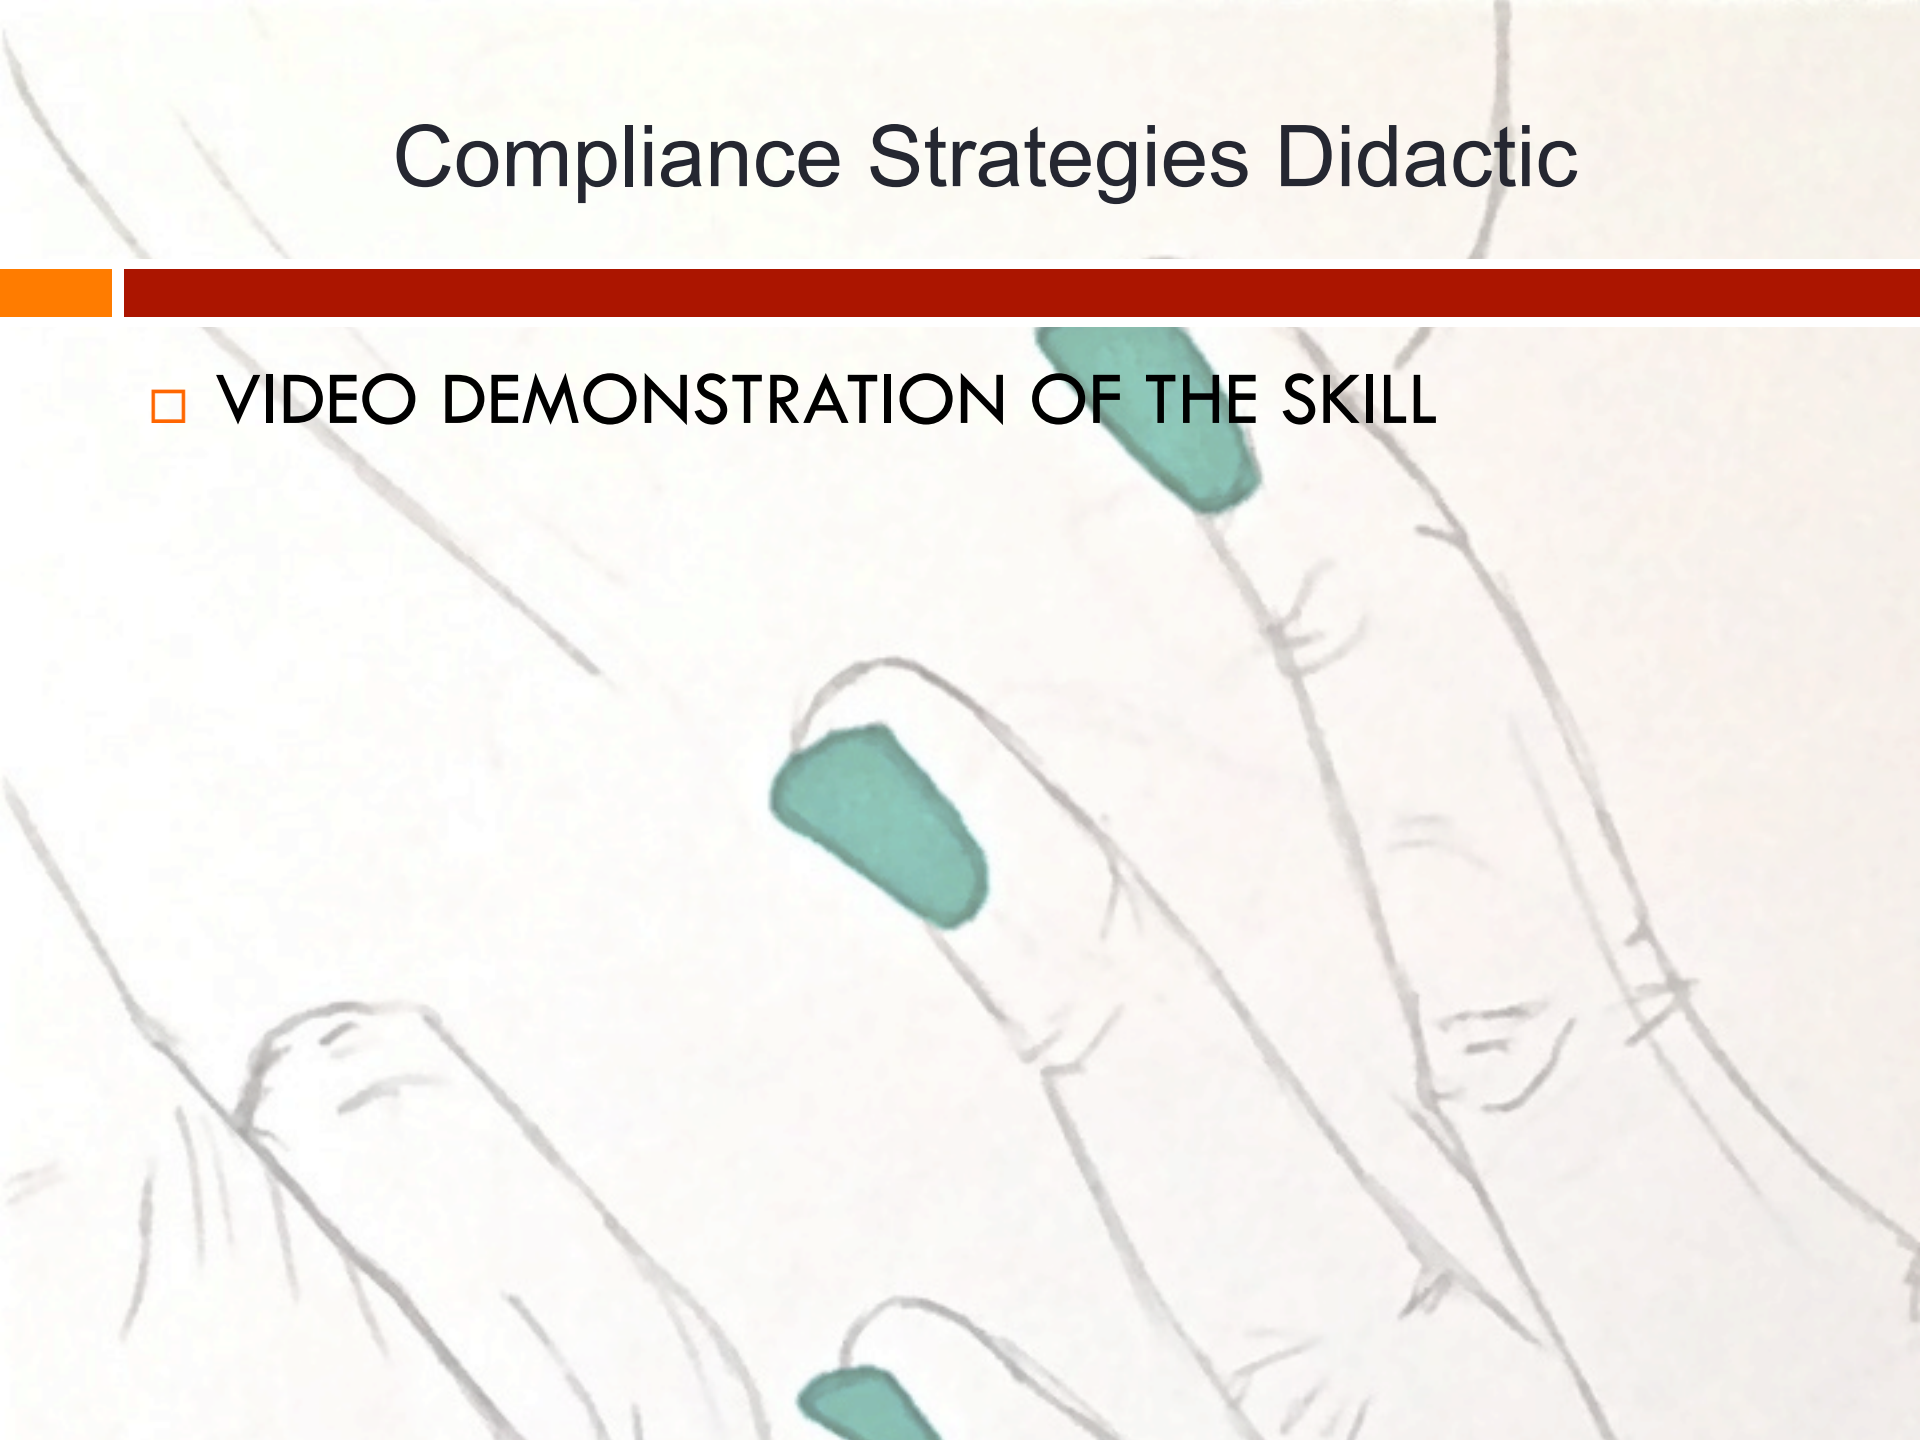 Compliance Strategies Didactic
VIDEO DEMONSTRATION OF THE SKILL